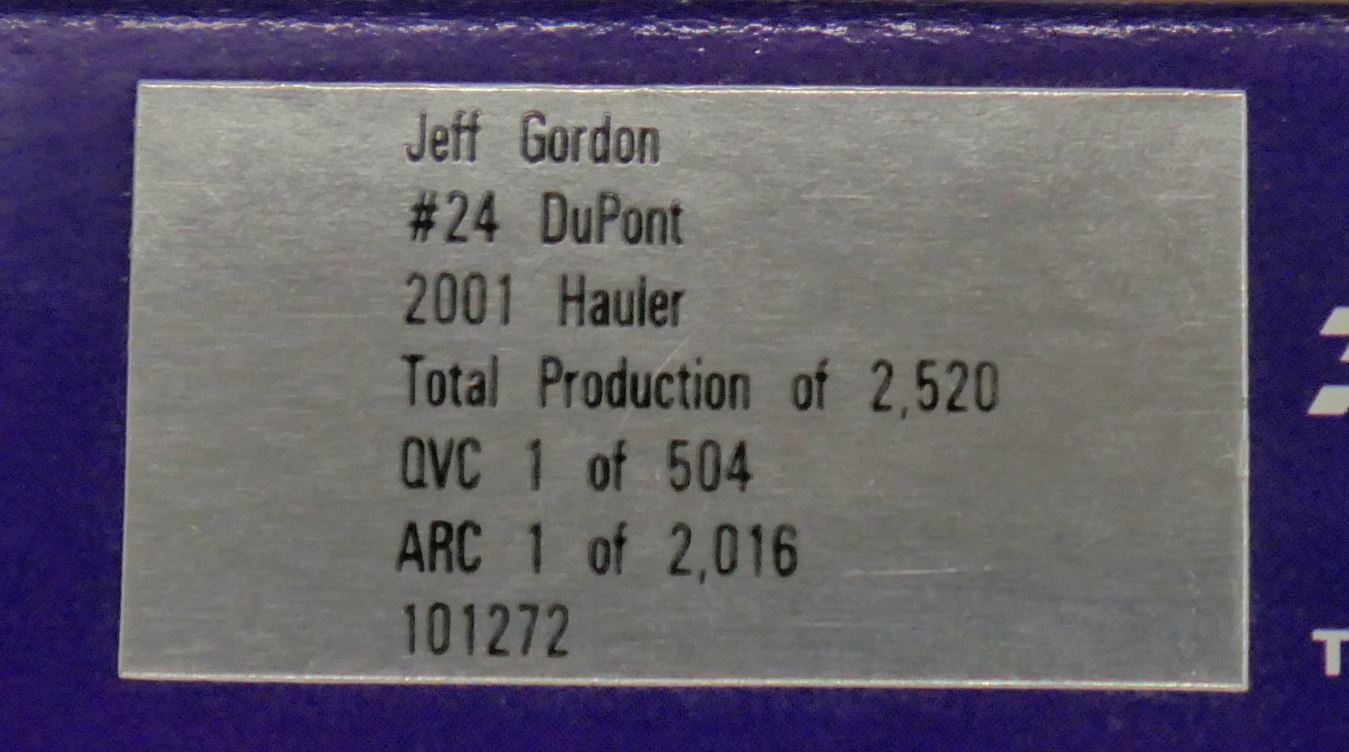 Jeff Gordon
#24 DuPont
2001 Hauler
Total Production of 2,520
QVC 1 of 504
ARC 1 of 2,016
101272